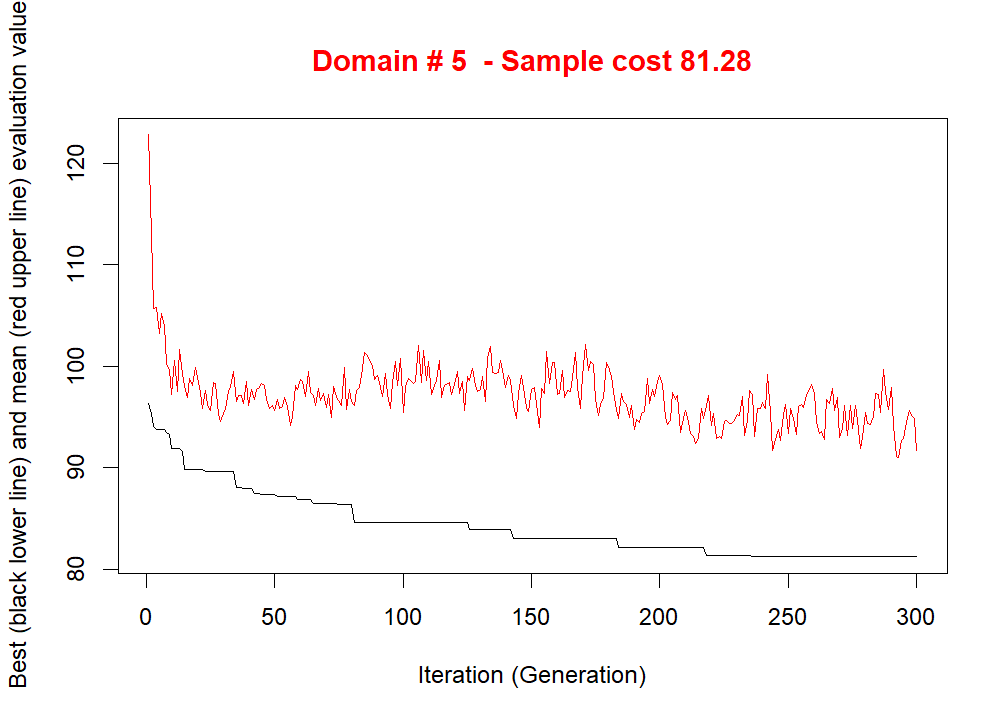 Domain # 5  - Sample cost 81.28
Best (black lower line) and mean (red upper line) evaluation value
120
110
100
90
80
0 50 100 150 200 250 300
Iteration (Generation)